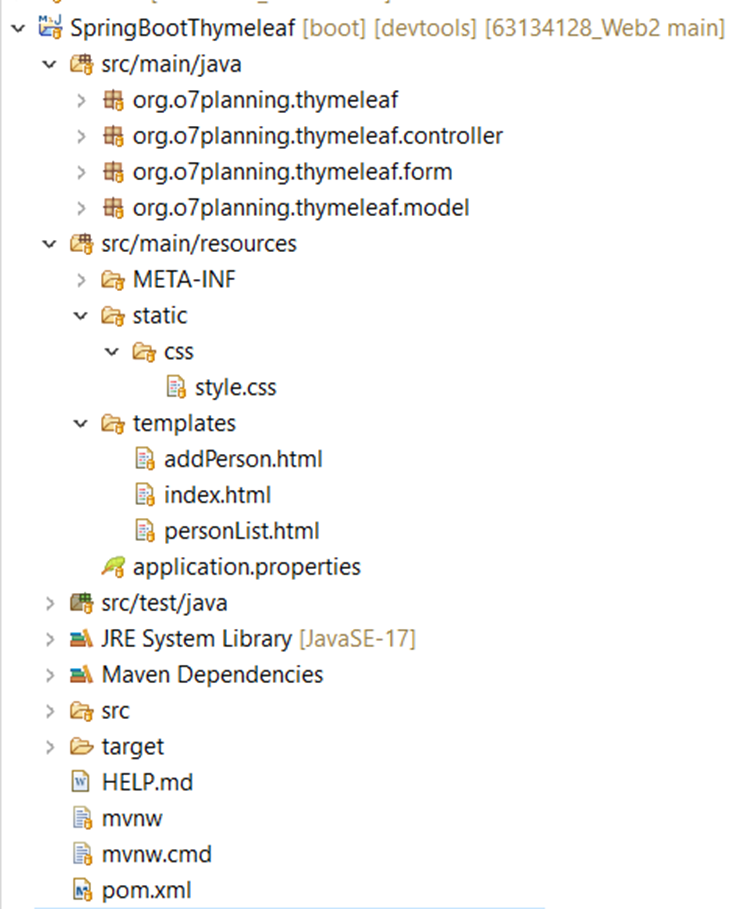 SpringBootThymeleaf [boot] [devtools] [63134128_Web2 main]
src/main/java
org.o7planning.thymeleaf
org.o7planning.thymeleaf.controller
org.o7planning.thymeleaf.form
org.o7planning.thymeleaf.model
src/main/resources
META-INF
static
css
style.css
templates
addPerson.html
index.html
personList.html
application.properties
src/test/java
JRE System Library [JavaSE-17]
Maven Dependencies
src
target
HELP.md
mvnw
mvnw.cmd
pom.xml